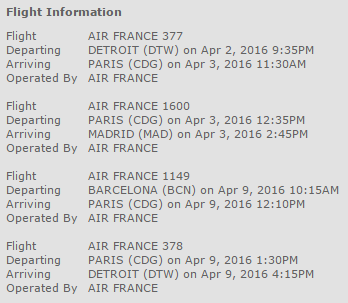 Flight Information
Flight AIR FRANCE 377
Departing DETROIT (DTW) on Apr 2, 2016 9:35PM
Arriving PARIS (CDG) on Apr 3, 2016 11:30AM
Operated By AIR FRANCE
Flight AIR FRANCE 1600
Departing PARIS (CDG) on Apr 3, 2016 12:35PM
Arriving MADRID (MAD) on Apr 3, 2016 2:45PM
Operated By AIR FRANCE
Flight AIR FRANCE 1149
Departing BARCELONA (BCN) on Apr 9, 2016 10:15AM
Arriving PARIS (CDG) on Apr 9, 2016 12:10PM
Operated By AIR FRANCE
Flight AIR FRANCE 378
Departing PARIS (CDG) on Apr 9, 2016 1:30PM
Arriving DETROIT (DTW) on Apr 9, 2016 4:15PM
Operated By AIR FRANCE